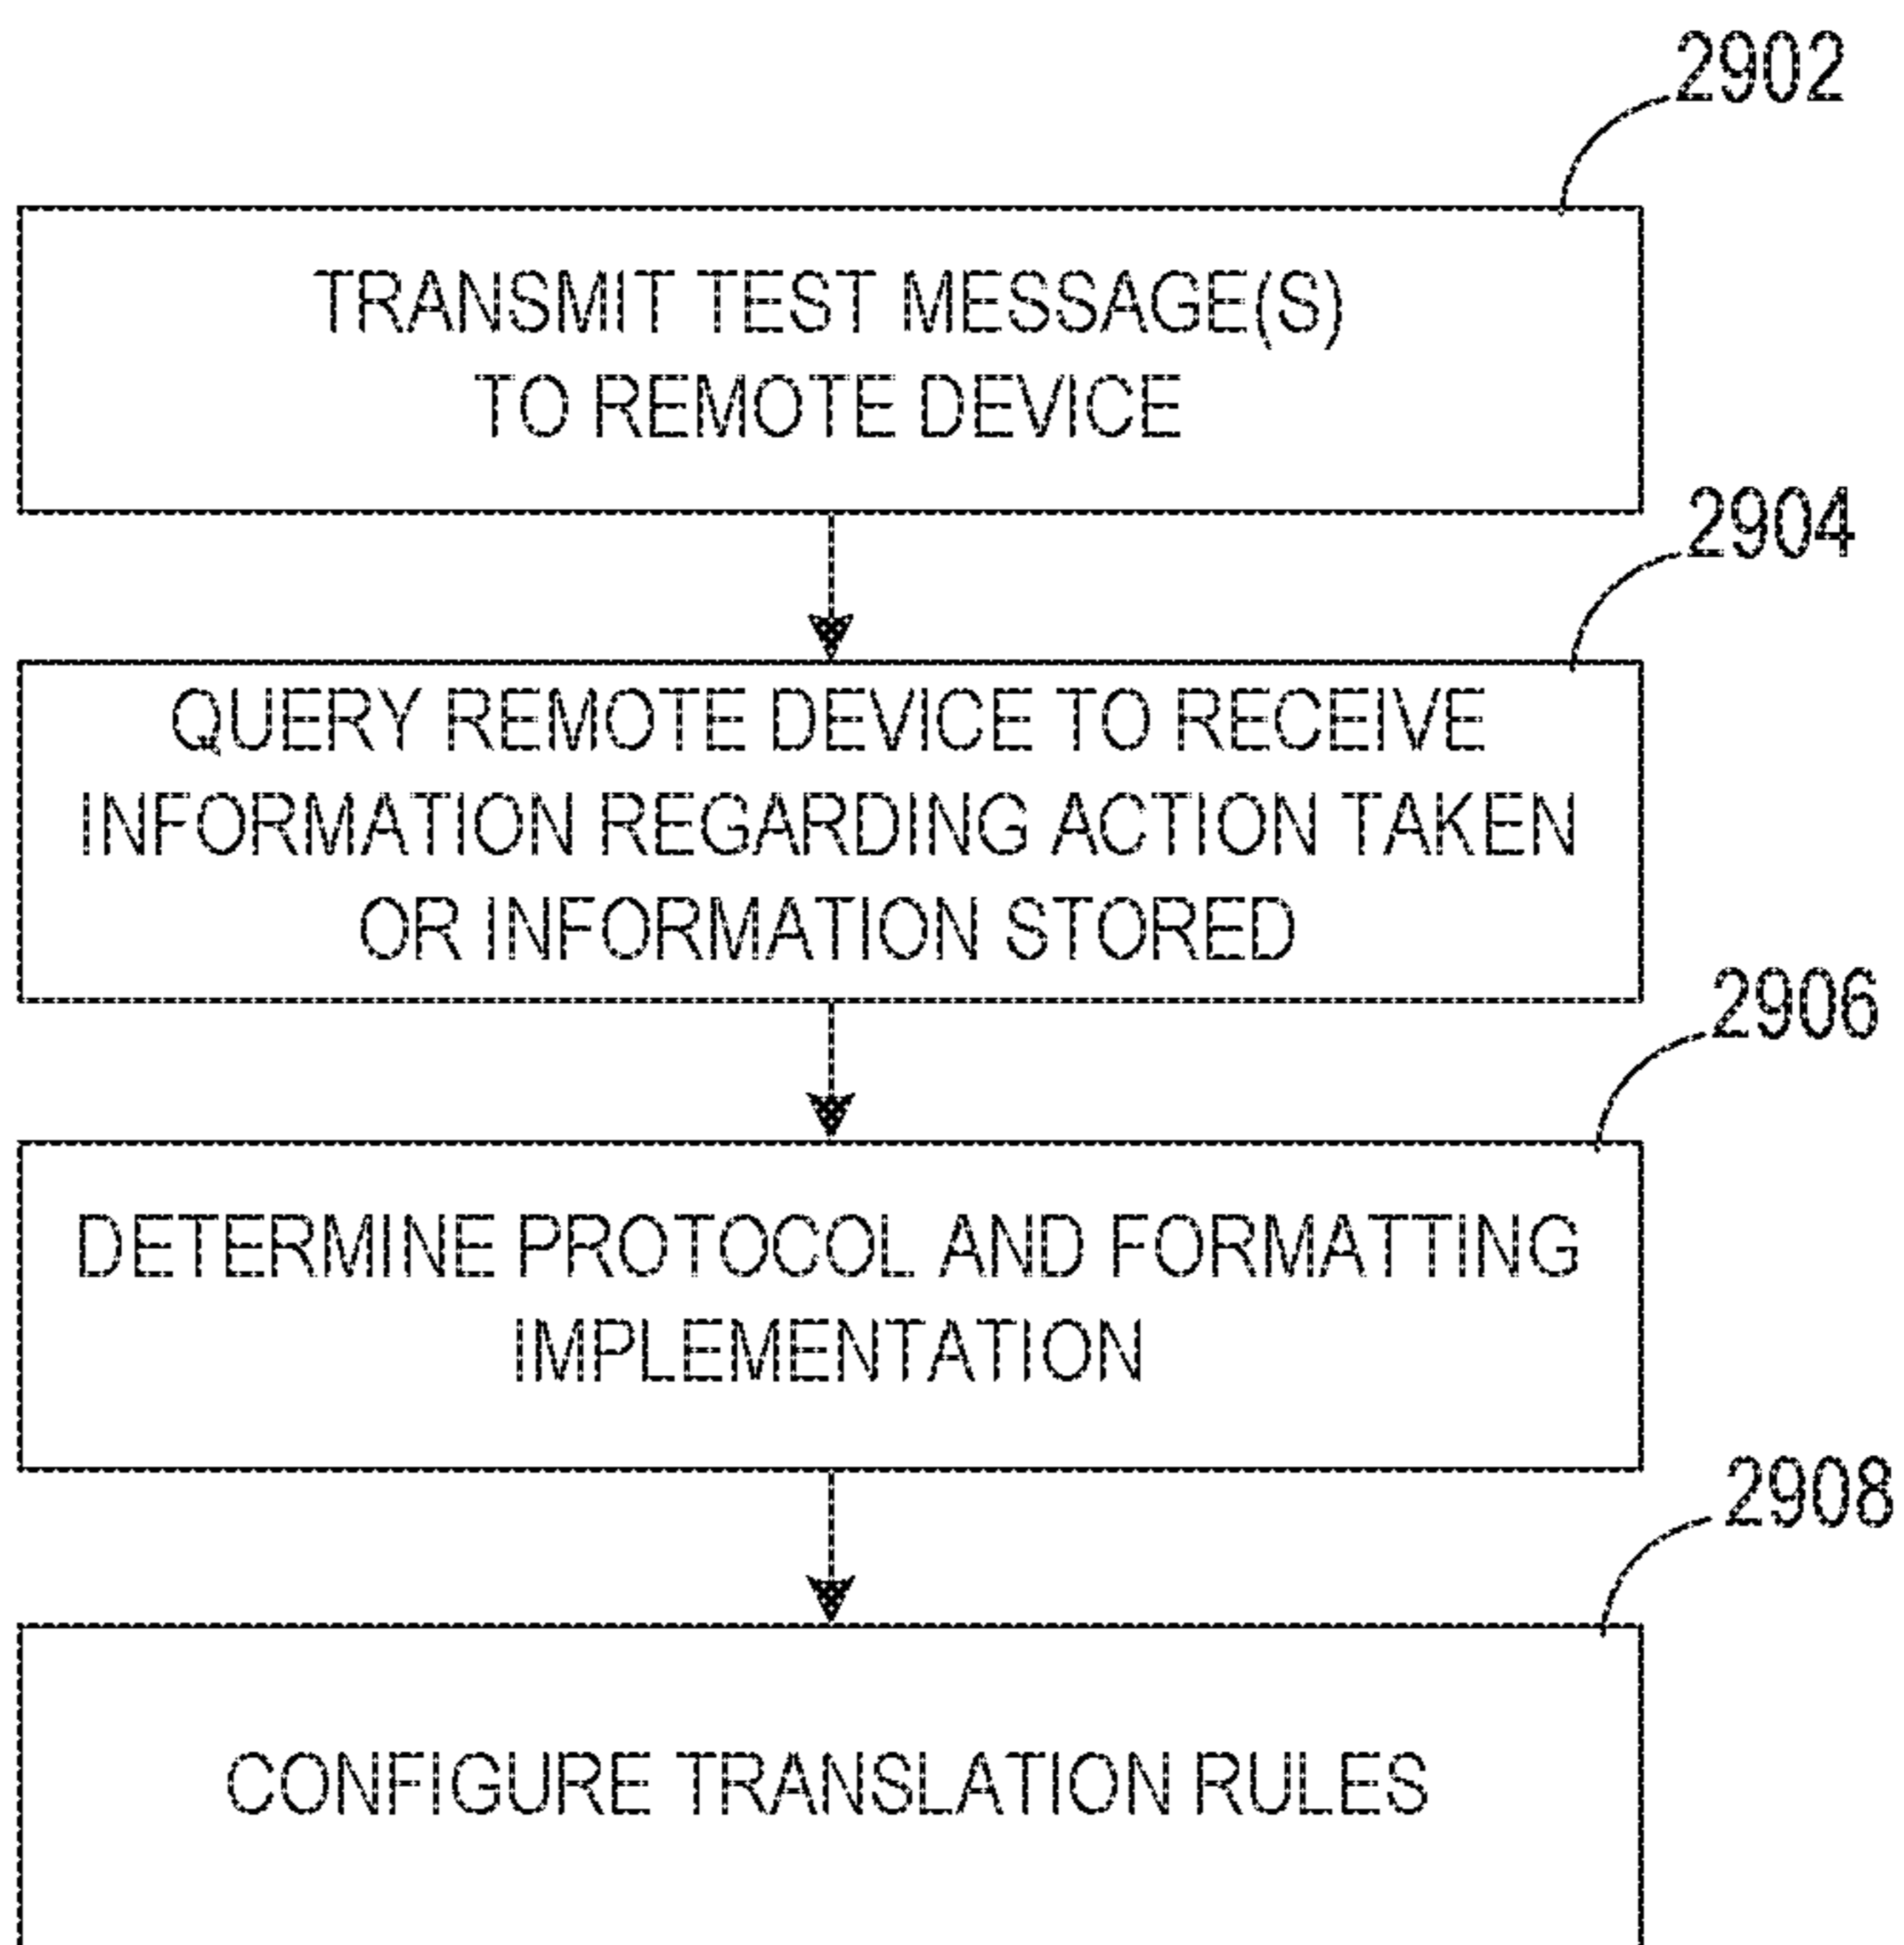 2902
TRANSMIT TEST MESSAGE(S)
TO REMOTE DEVICE
2904
QUERY REMOTE DEVICE TO RECEIVE
INFORMATION REGARDING ACTION TAKEN
OR INFORMATION STORED
2906
DETERMINE PROTOCOL AND FORMATTING
IMPLEMENTATION
2908
CONFIGURE TRANSLATION RULES